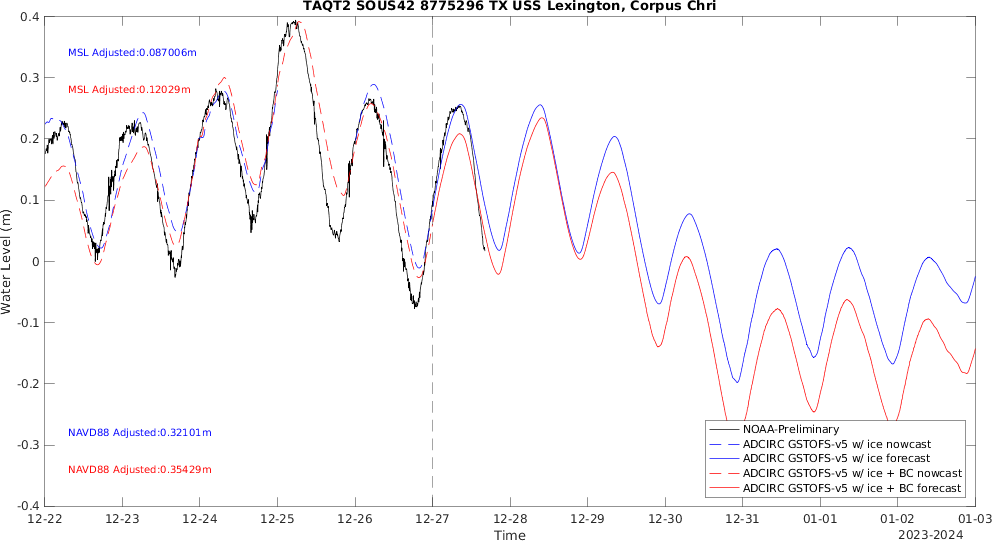 TAQT2 SOUS42 8775296 TX USS Lexington, Corpus Chri
0.4
MSL Adjusted:0.087006m
0.3
MSL Adjusted:0.12029m
0.2
0.1
0
-0.1
-0.2
-0.3
-0.4
Water Level (m)
NAVD88 Adjusted:0.32101m
NAVD88 Adjusted:0.35429m
NOAA-Preliminary
ADCIRC GSTOFS-v5 w/ ice nowcast
ADCIRC GSTOFS-v5 w/ ice forecast
ADCIRC GSTOFS-v5 w/ ice + BC nowcast
ADCIRC GSTOFS-v5 w/ ice + BC forecast
12-22 12-23 12-24 12-25 12-26 12-27 12-28 12-29 12-30 12-31 01-01 01-02 01-03
Time
2023-2024